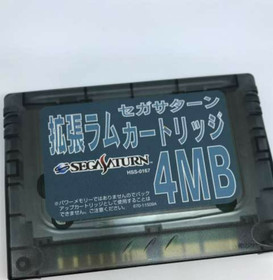 セガサターン
拡張ラムカートリッジ
SEGA SATURN
HSS-0167
4MB
※パワーメモリーではありませんのでバック
アップカートリッジとして使用することは
できません。ご了承ください。